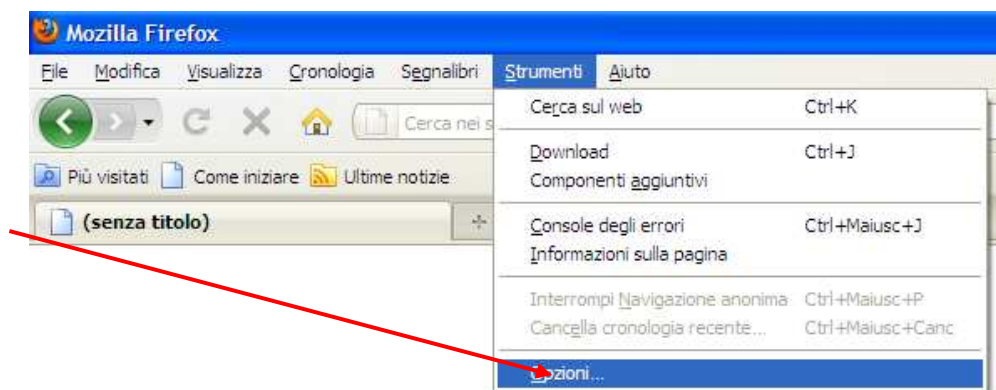 Mozilla Firefox
File Modifica Visualizza Cronologia Segnalibri Strumenti Aiuto
Cerca nei s
Più visitati Come iniziare Ultime notizie
(senza titolo)
Cerca sul web Ctrl+K
Download Ctrl+J
Componenti aggiuntivi
Console degli errori Ctrl+Maiusc+J
Informazioni sulla pagina
Interrompi Navigazione anonima Ctrl+Maiusc+P
Cancella cronologia recente... Ctrl+Maiusc+Canc
Opzioni...